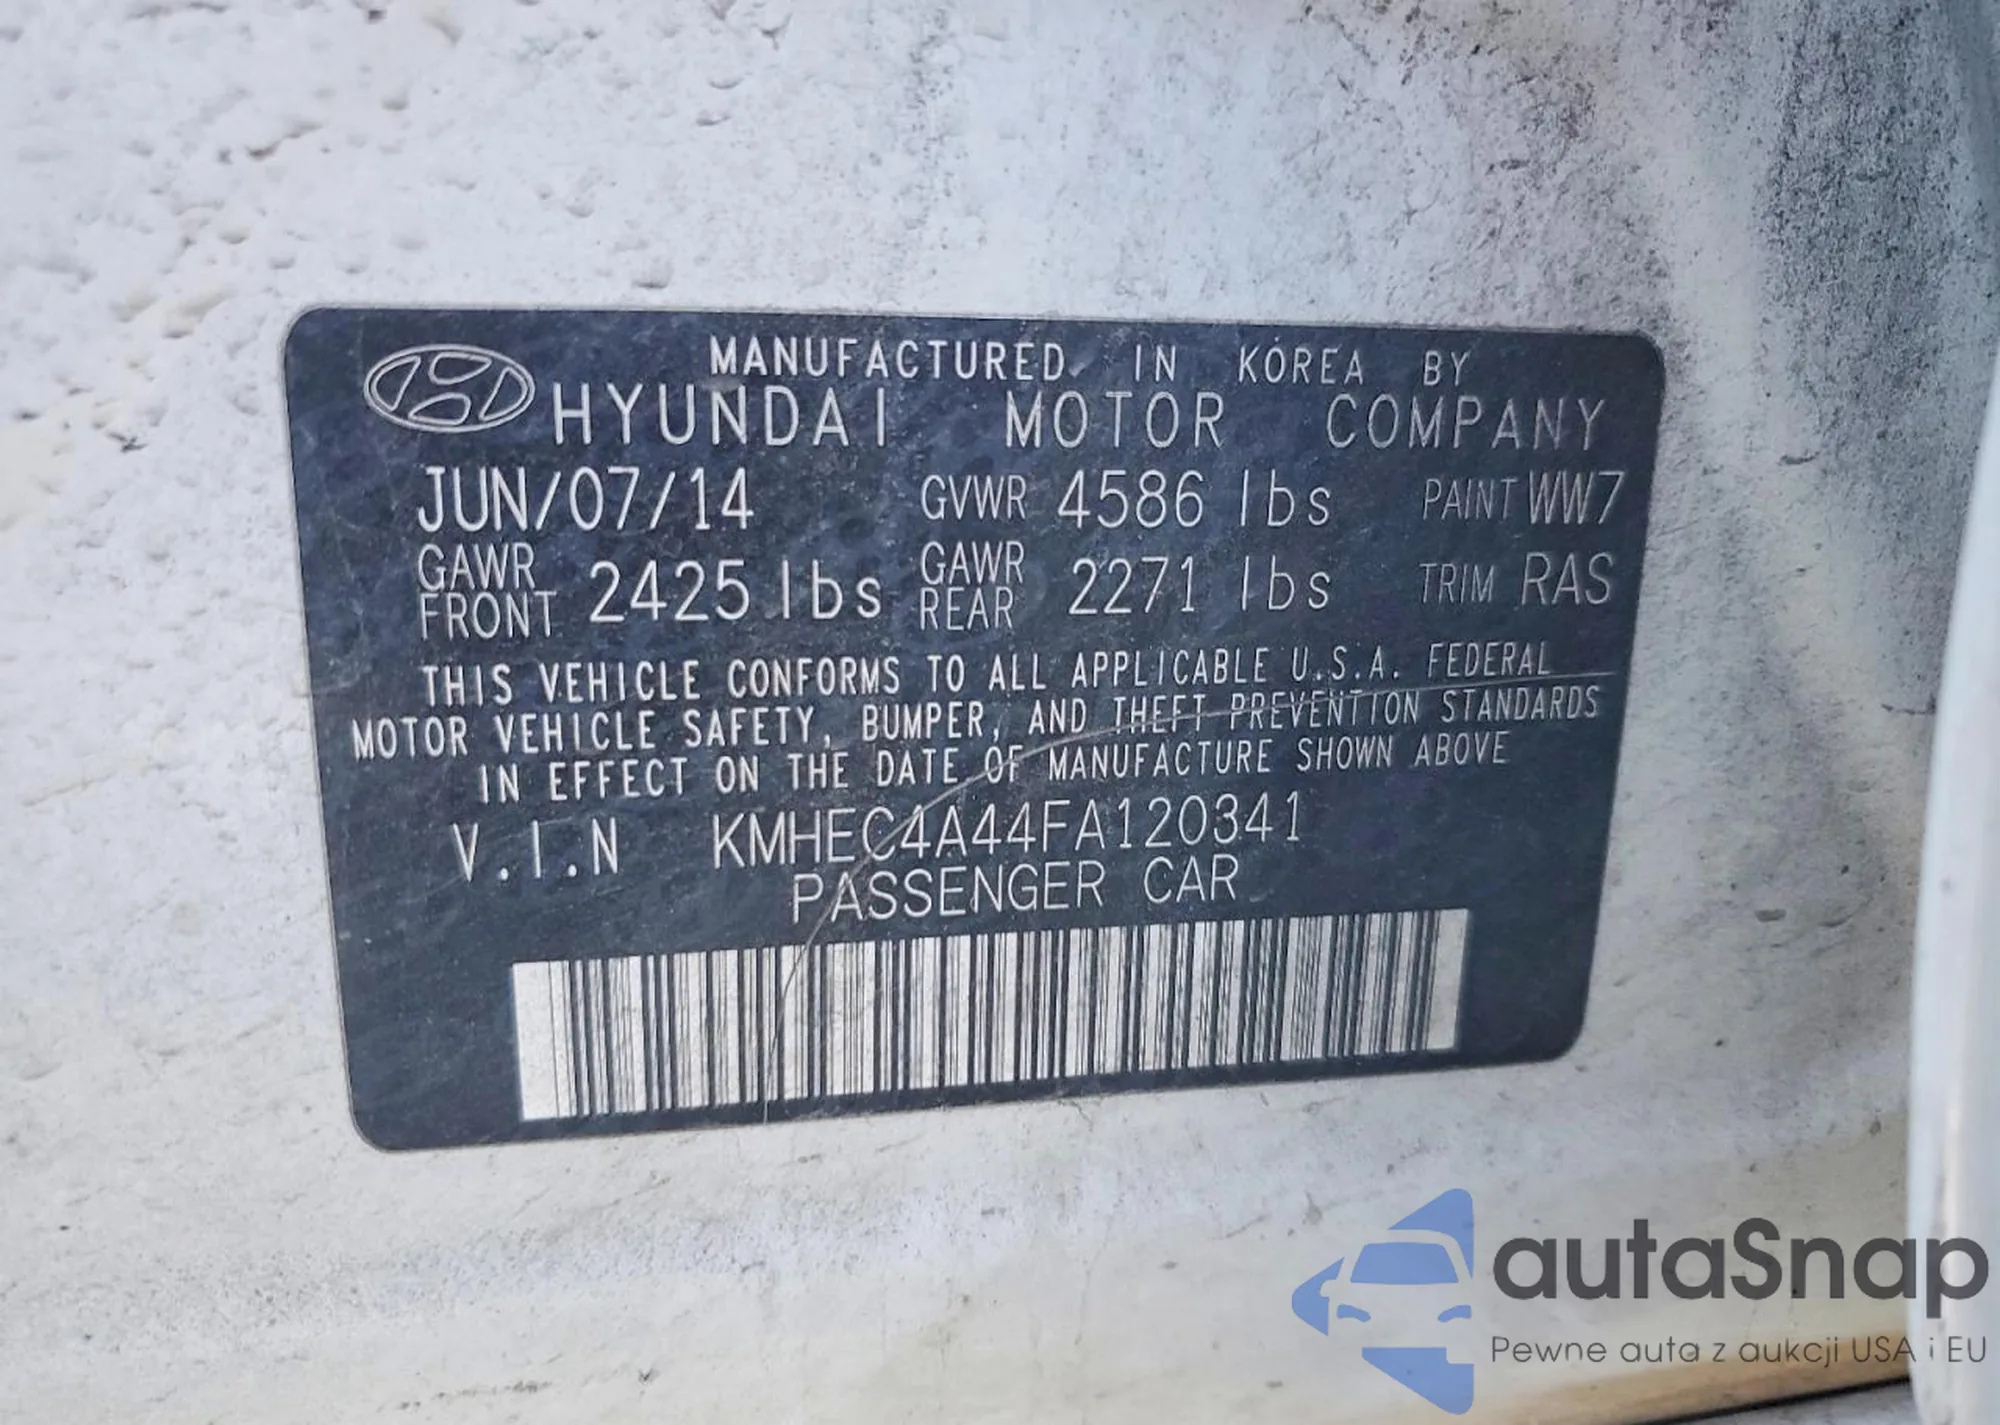 MANUFACTURED IN KOREA BY
HYUNDAI MOTOR COMPANY
JUN/07/14 GVWR 4586 lbs PAINT WW7
GAWR FRONT 2425 lbs GAWR REAR 2271 lbs TRIM RAS
THIS VEHICLE CONFORMS TO ALL APPLICABLE U.S.A. FEDERAL
MOTOR VEHICLE SAFETY, BUMPER, AND THEFT PREVENTION STANDARDS
IN EFFECT ON THE DATE OF MANUFACTURE SHOWN ABOVE
V.I.N KMHEC4A44FA120341
PASSENGER CAR
autaSnap
Pewne auta z aukcji USA i EU